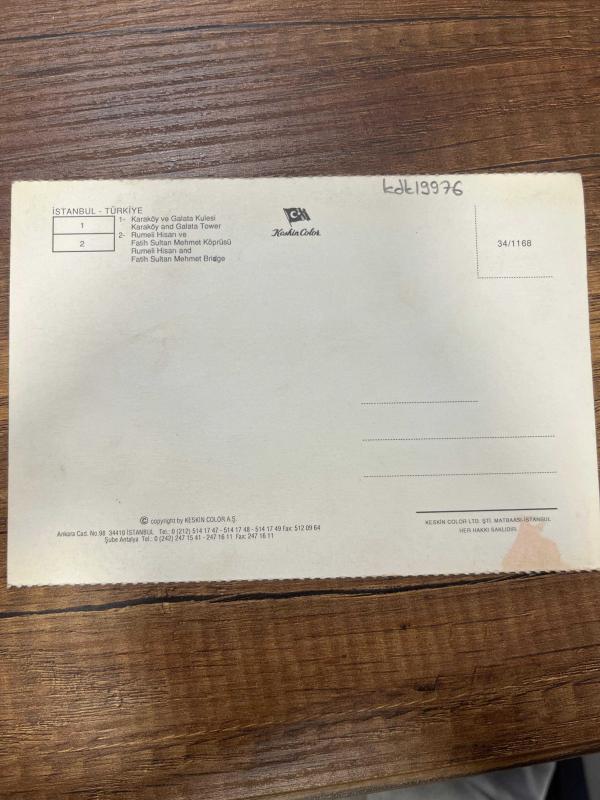 kdk19976
İSTANBUL - TÜRKİYE
1
2
1- Karaköy ve Galata Kulesi
Karaköy and Galata Tower
2- Rumeli Hisarı ve
Fatih Sultan Mehmet Köprüsü
Rumeli Hisarı and
Fatih Sultan Mehmet Bridge
Keskin Color
34/1168
© copyright by KESKİN COLOR A.Ş.
Ankara Cad. No.98 34410 İSTANBUL Tel.: 0 (212) 514 17 47 - 514 17 48 - 514 17 49 Fax: 512 09 64
Şube Antalya Tel.: 0 (242) 247 15 41 - 247 16 11 Fax: 247 16 11
KESKİN COLOR LTD. ŞTİ. MATBAASI-İSTANBUL
HER HAKKI SAKLIDIR.